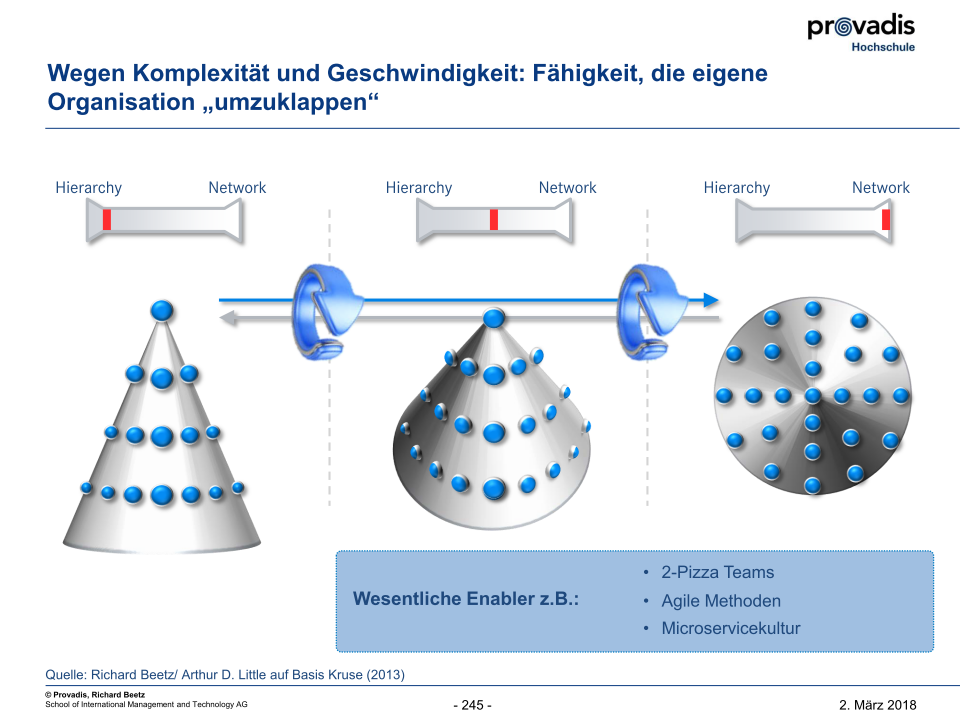 provadis
Hochschule
Wegen Komplexität und Geschwindigkeit: Fähigkeit, die eigene
Organisation „umzuklappen“
Hierarchy Network
Hierarchy Network
Hierarchy Network
Wesentliche Enabler z.B.:
• 2-Pizza Teams
• Agile Methoden
• Microservicekultur
Quelle: Richard Beetz/ Arthur D. Little auf Basis Kruse (2013)
© Provadis, Richard Beetz
School of International Management and Technology AG
- 245 -
2. März 2018